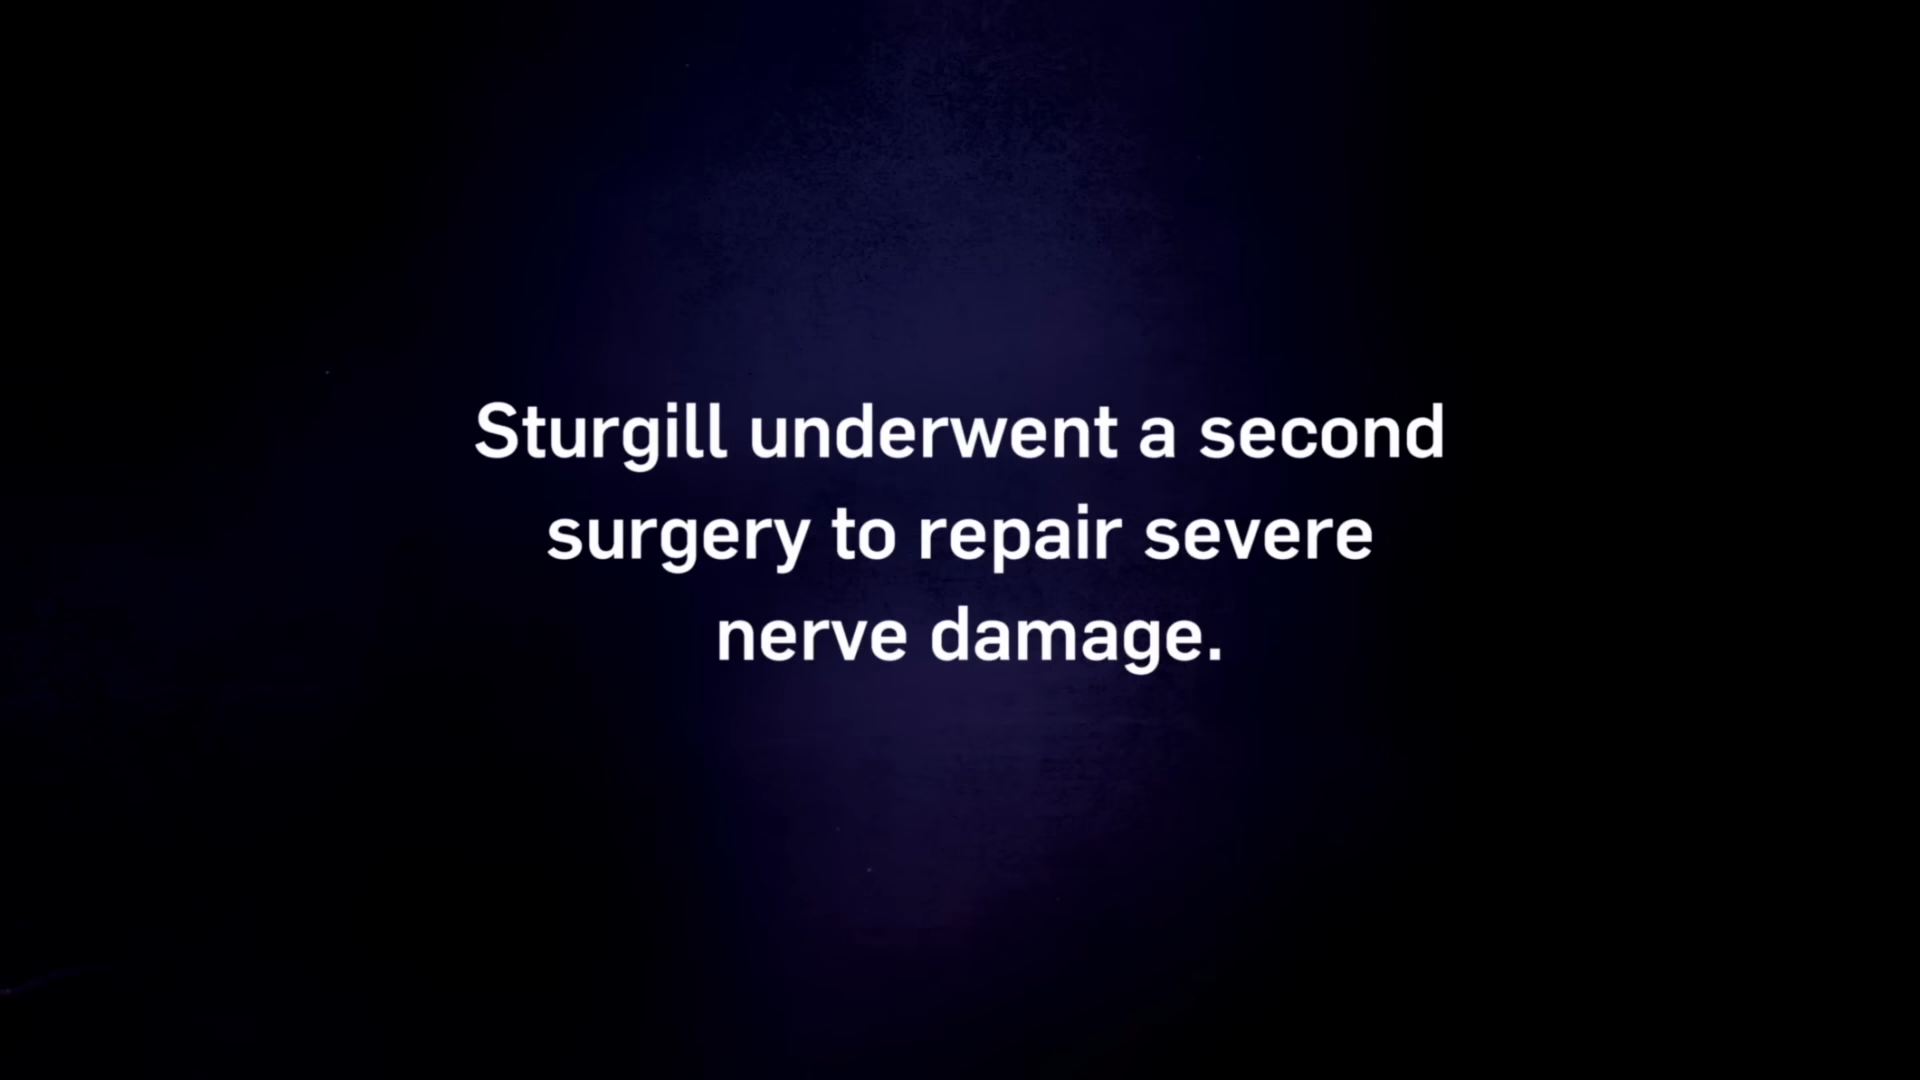 Sturgill underwent a second
surgery to repair severe
nerve damage.